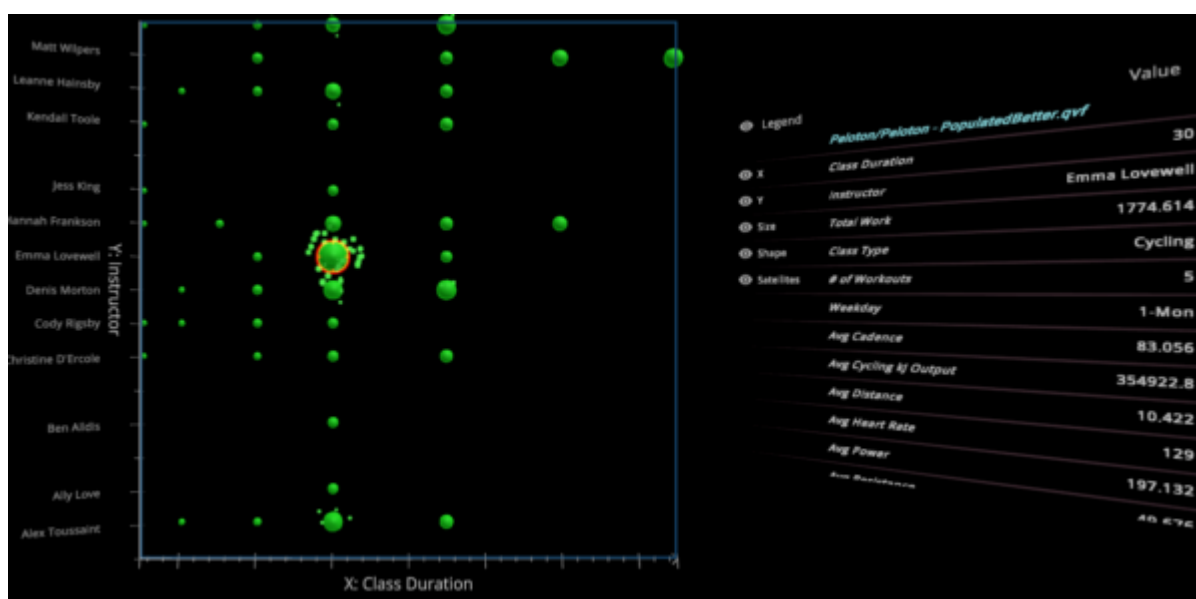 Matt Wilpers
Leanne Hainsby
Kendall Toole
Jess King
Hannah Frankson
Emma Lovewell
Denis Morton
Cody Rigsby
Christine D'Ercole
Ben Alldis
Ally Love
Alex Toussaint
Y: Instructor
X: Class Duration
Value
Legend
Peloton/Peloton - PopulatedBetter.qvf
X Class Duration 30
Y Instructor Emma Lovewell
Size Total Work 1774.614
Shape Class Type Cycling
Satellites # of Workouts 5
Weekday 1-Mon
Avg Cadence 83.056
Avg Cycling kj Output 354922.8
Avg Distance 10.422
Avg Heart Rate 129
Avg Power 197.132
Avg Resistance